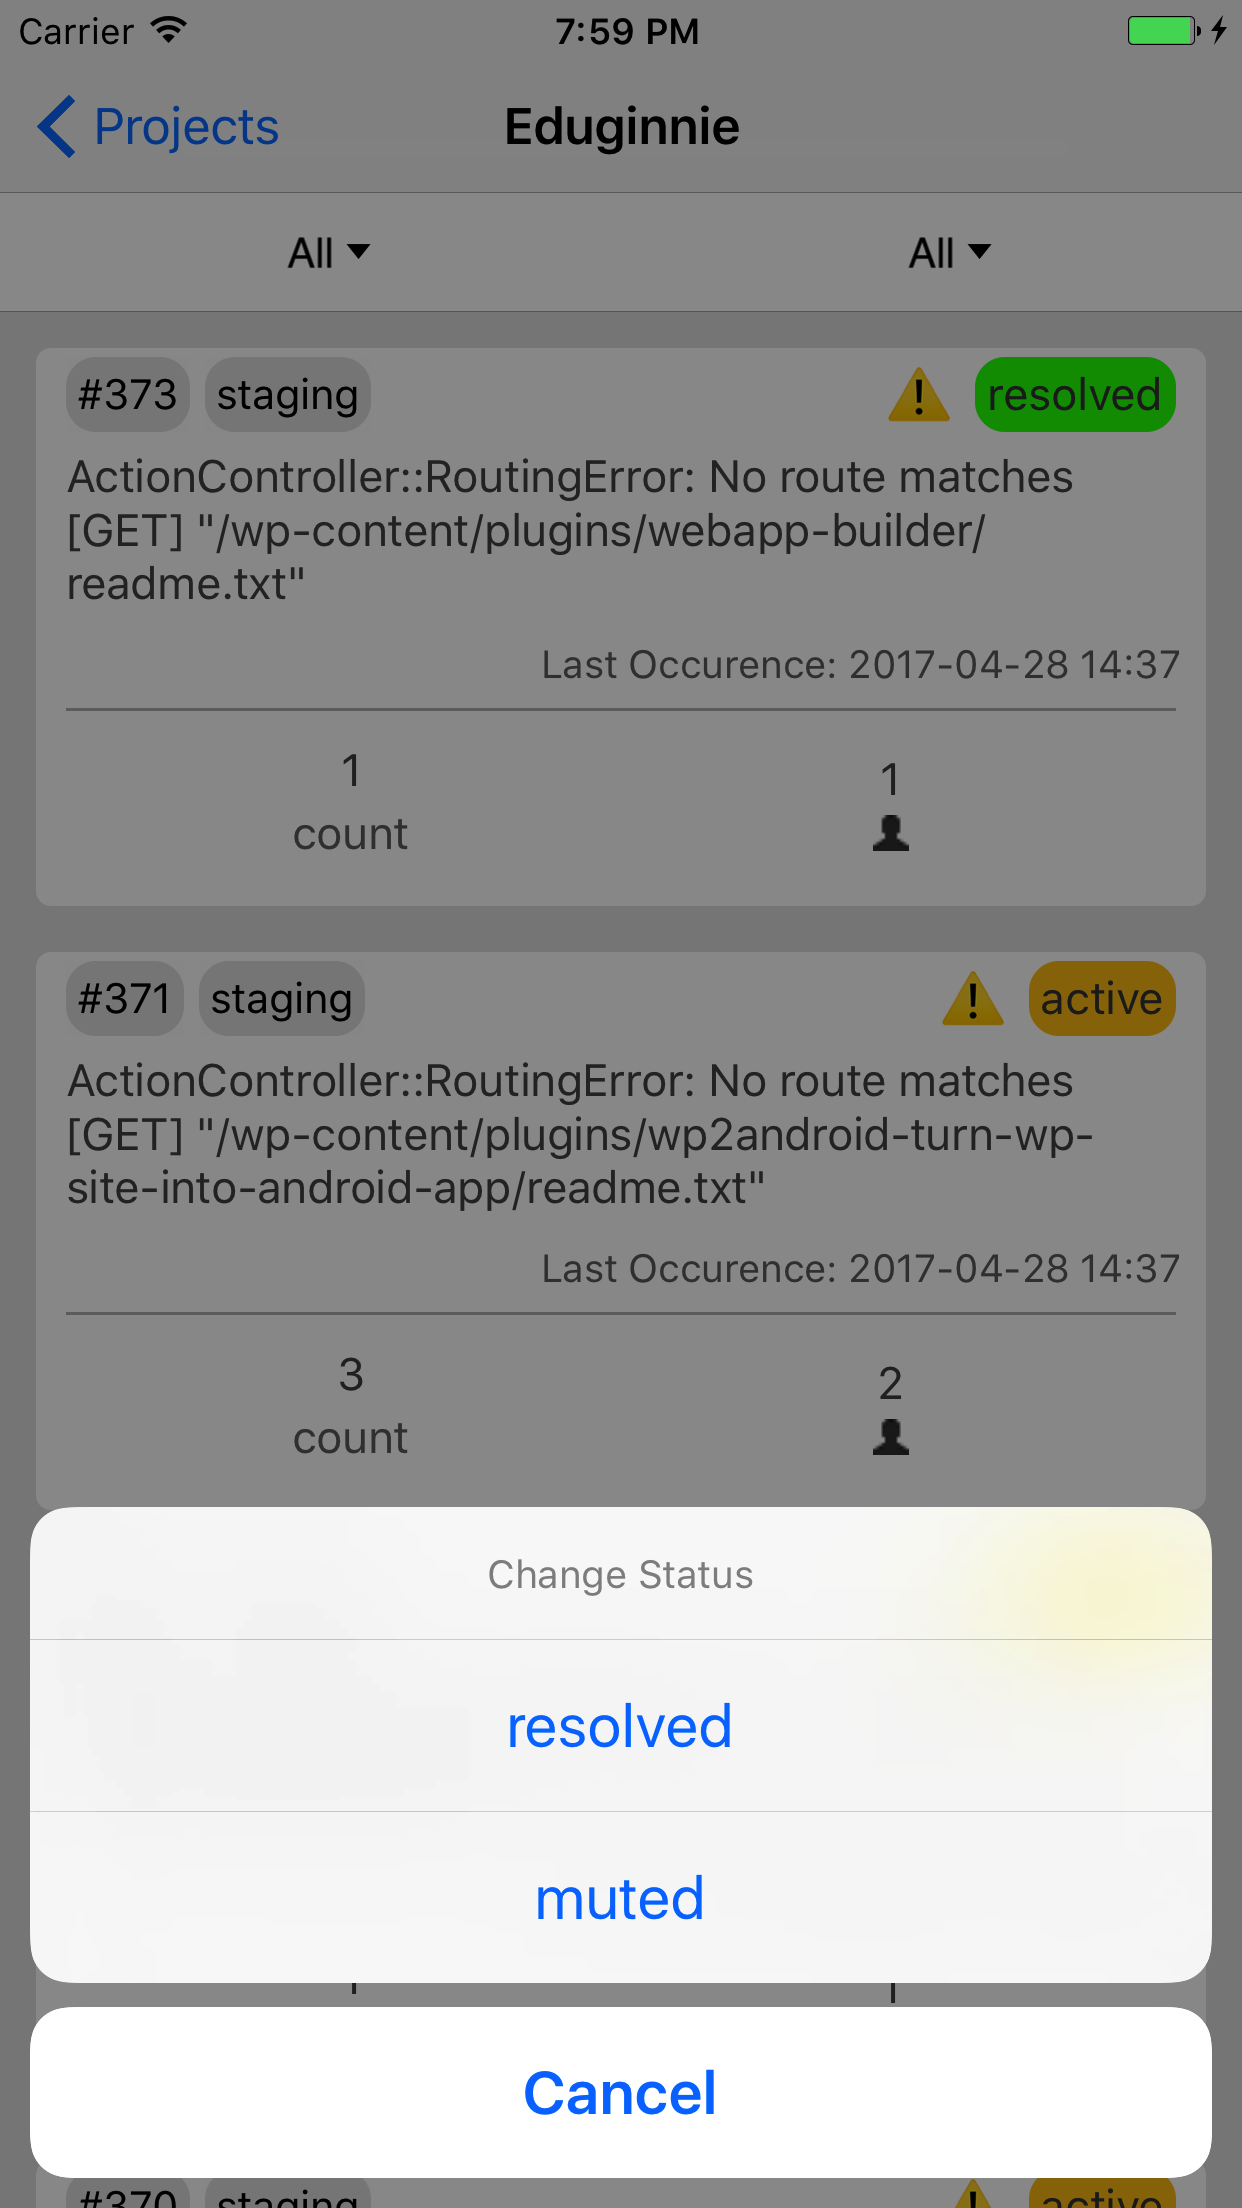 Carrier 7:59 PM
Projects Eduginnie
All All
#373 staging resolved
ActionController::RoutingError: No route matches
[GET] "/wp-content/plugins/webapp-builder/
readme.txt"
Last Occurence: 2017-04-28 14:37
1 1
count
#371 staging active
ActionController::RoutingError: No route matches
[GET] "/wp-content/plugins/wp2android-turn-wp-
site-into-android-app/readme.txt"
Last Occurence: 2017-04-28 14:37
3 2
count
Change Status
resolved
muted
Cancel
#370 staging active